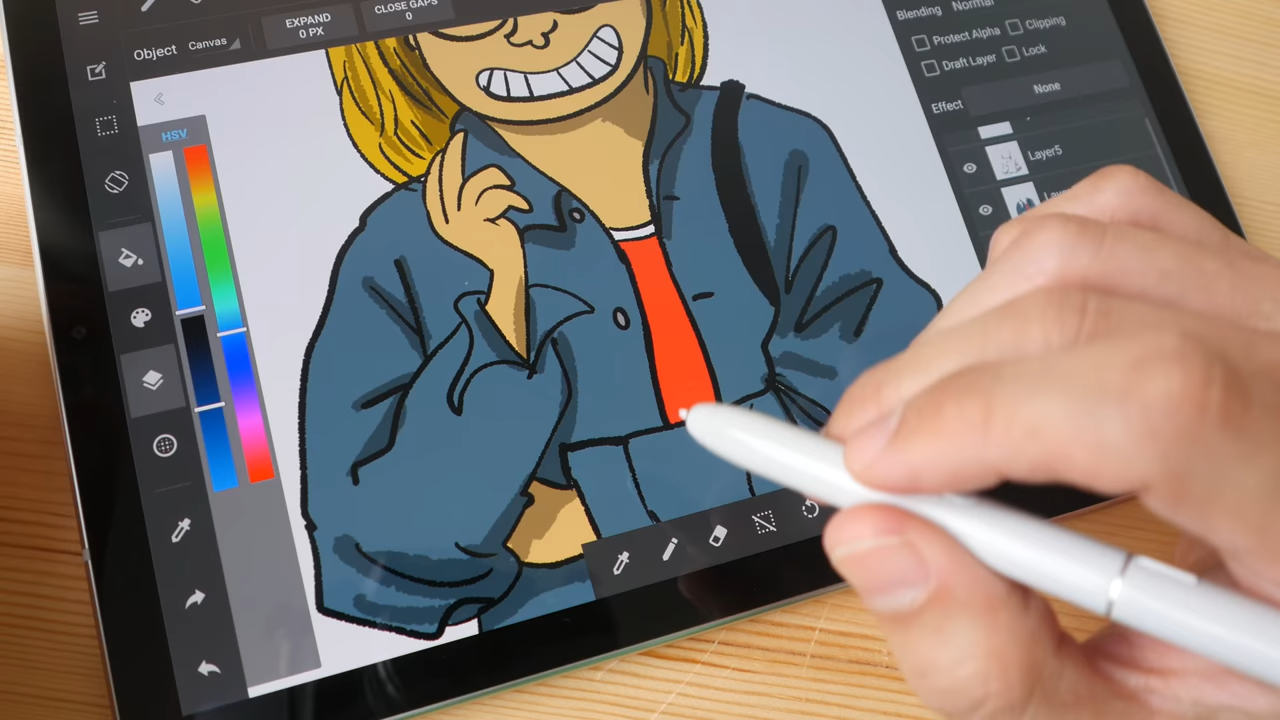 Object
Canvas
EXPAND
0 PX
CLOSE GAPS
0
HSV
Blending
Normal
Protect Alpha
Clipping
Draft Layer
Lock
Effect
None
Layer5